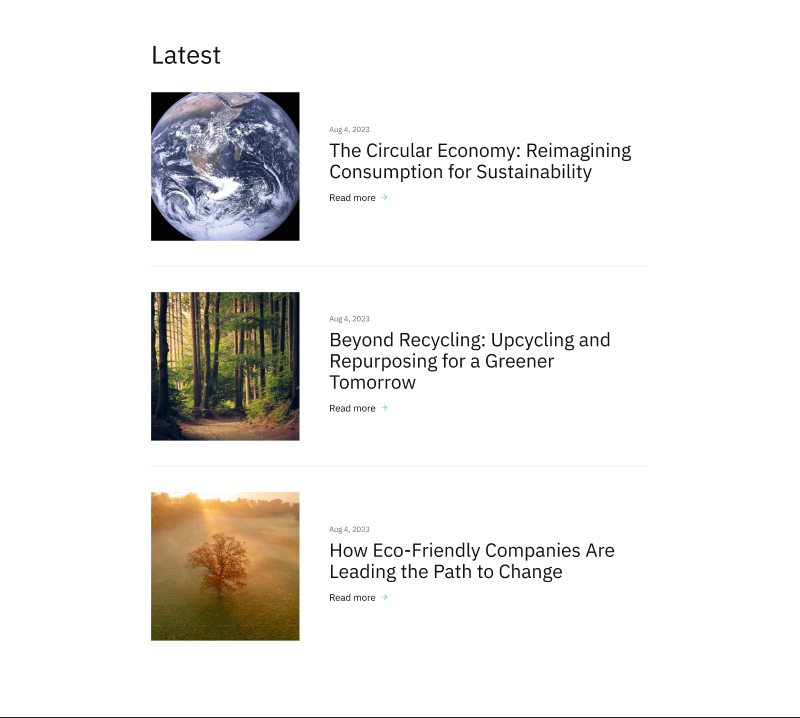 Latest
Aug 4, 2023
The Circular Economy: Reimagining
Consumption for Sustainability
Read more →
Aug 4, 2023
Beyond Recycling: Upcycling and
Repurposing for a Greener
Tomorrow
Read more →
Aug 4, 2023
How Eco-Friendly Companies Are
Leading the Path to Change
Read more →